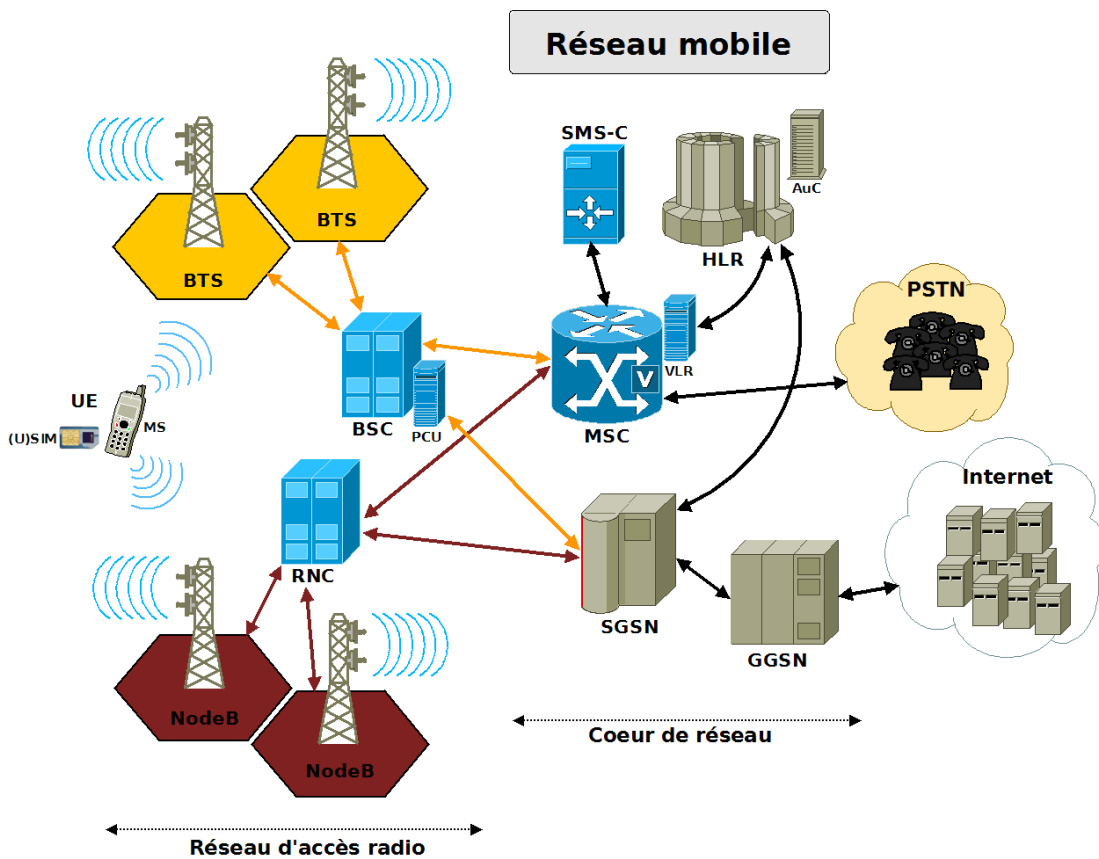 Réseau mobile
SMS-C
AuC
BTS
BTS
HLR
PSTN
VLR
V
UE
MS
(U)SIM
BSC
PCU
MSC
Internet
RNC
SGSN
GGSN
NodeB
NodeB
Coeur de réseau
Réseau d'accès radio